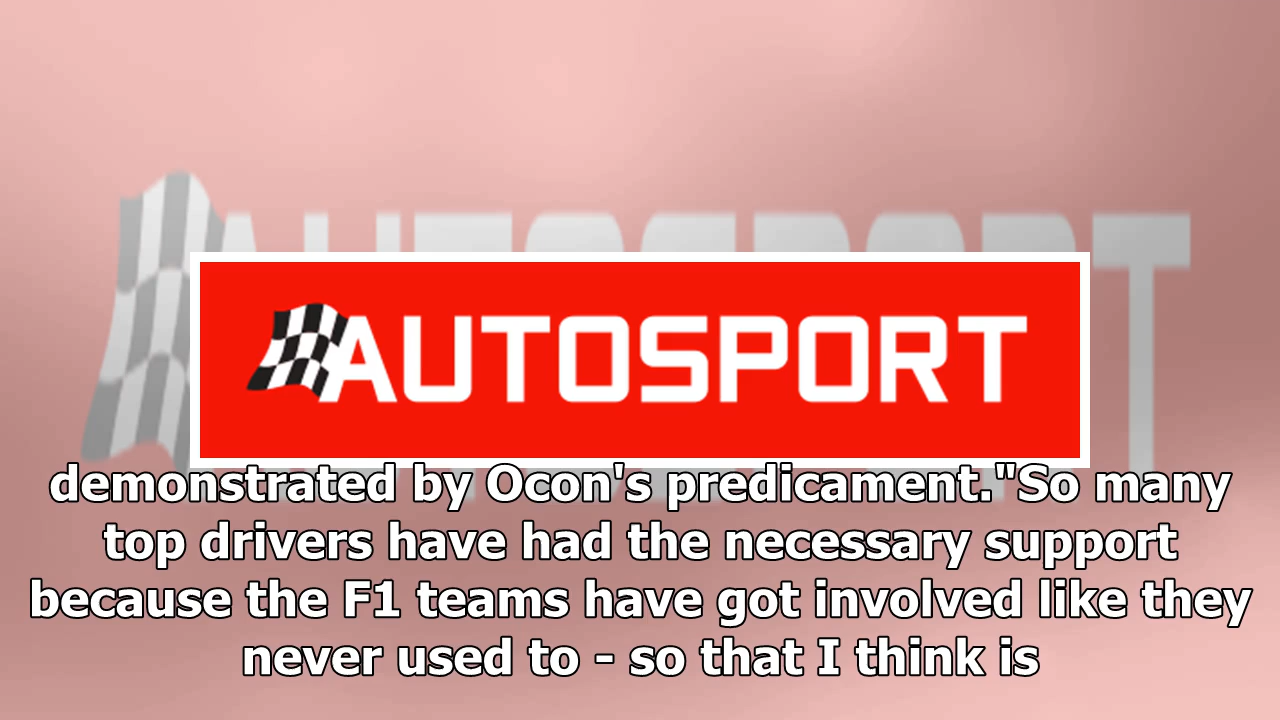 AUTOSPORT
demonstrated by Ocon's predicament."So many
top drivers have had the necessary support
because the F1 teams have got involved like they
never used to - so that I think is